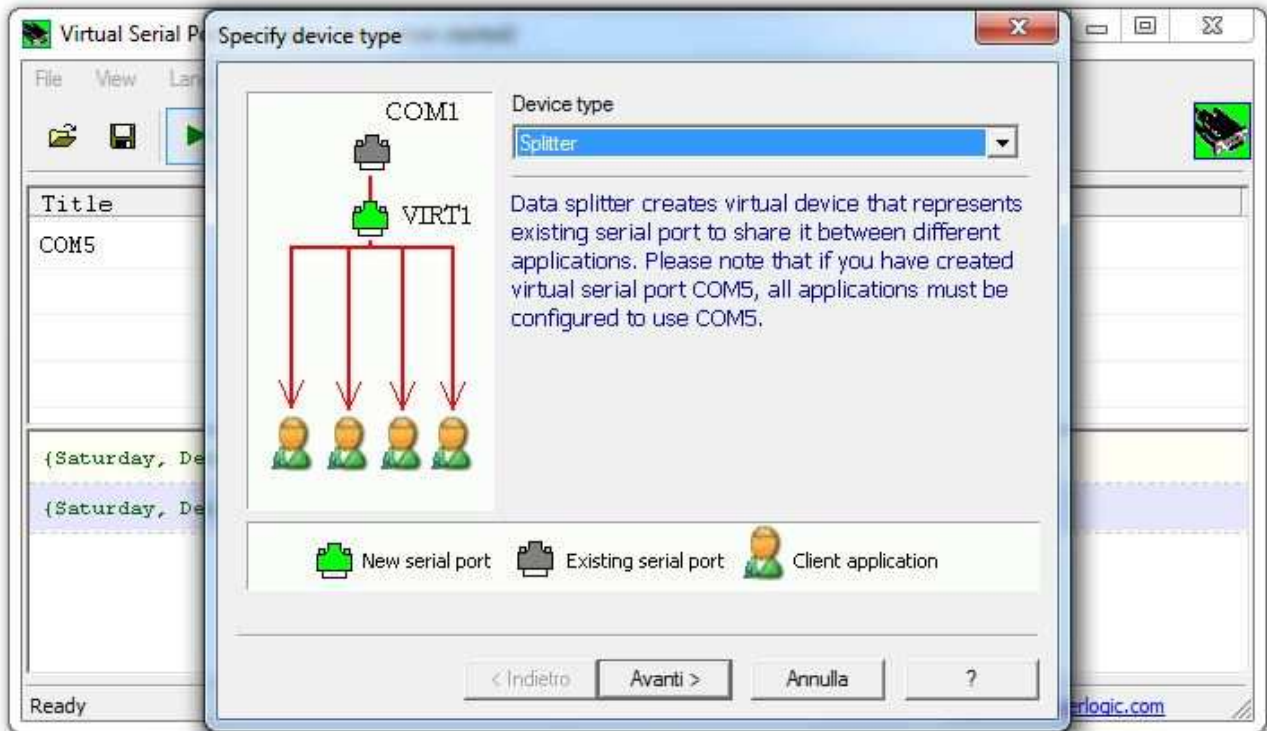 Virtual Serial P
Specify device type
File View Lan
COM1
VIRT1
Device type
Splitter
Data splitter creates virtual device that represents
existing serial port to share it between different
applications. Please note that if you have created
virtual serial port COM5, all applications must be
configured to use COM5.
Title
COM5
(Saturday, De
(Saturday, De
New serial port
Existing serial port
Client application
< Indietro
Avanti >
Annulla
?
Ready
erlogic.com